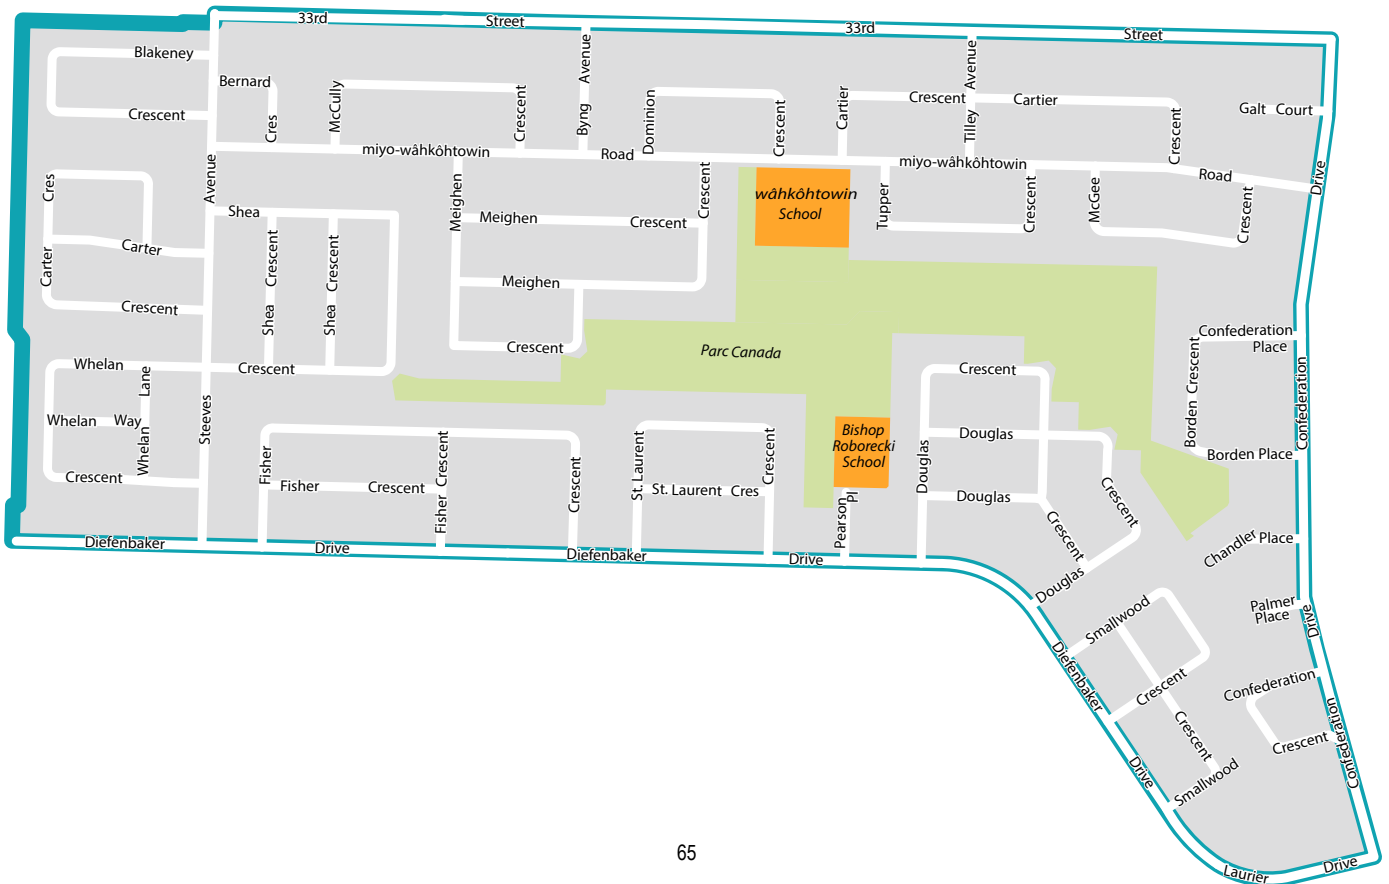 33rd
Street
33rd
Street
Blakeney
Crescent
Bernard
Cres
McCully
Crescent
Byng
Avenue
Dominion
Crescent
Cartier
Crescent
Cartier
Crescent
Tilley
Avenue
Galt Court
Drive
miyo-wâhkôhtowin
Road
miyo-wâhkôhtowin
Road
Avenue
Cres
Carter
Carter
Crescent
Shea
Shea
Crescent
Shea
Crescent
Crescent
Meighen
Meighen
Crescent
Crescent
Meighen
Crescent
wâhkôhtowin
School
Tupper
Crescent
McGee
Crescent
Parc Canada
Confederation
Place
Borden Crescent
Borden Place
Confederation
Whelan
Whelan Way
Whelan Lane
Crescent
Steeves
Fisher
Fisher
Crescent
Fisher Crescent
Crescent
St. Laurent
St. Laurent Cres
Crescent
Bishop
Roborecki
School
Pearson Pl
Crescent
Douglas
Douglas
Douglas
Crescent
Crescent
Douglas
Chandler Place
Palmer
Place
Drive
Diefenbaker
Drive
Diefenbaker
Drive
Smallwood
Crescent
Crescent
Smallwood
Diefenbaker
Drive
Confederation
Crescent
Confederation
Laurier
Drive
65